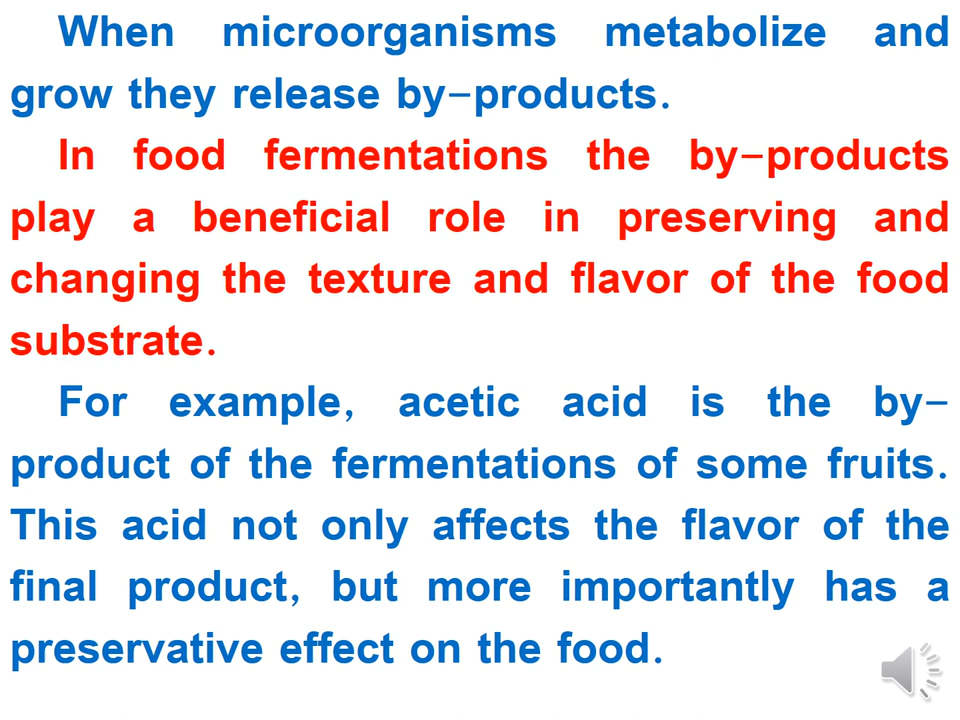 When microorganisms metabolize and
grow they release by-products.
In food fermentations the by-products
play a beneficial role in preserving and
changing the texture and flavor of the food
substrate.
For example, acetic acid is the by-
product of the fermentations of some fruits.
This acid not only affects the flavor of the
final product, but more importantly has a
preservative effect on the food.